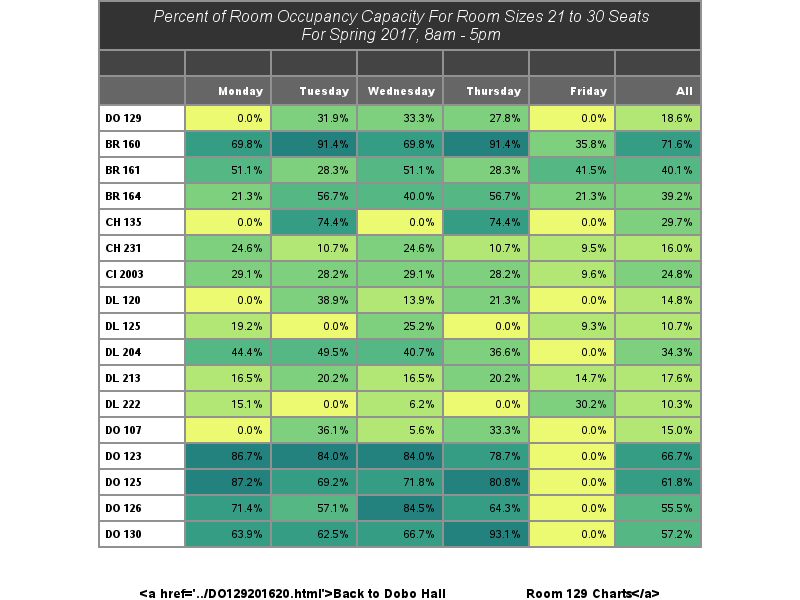 Percent of Room Occupancy Capacity For Room Sizes 21 to 30 Seats
For Spring 2017, 8am - 5pm
Monday Tuesday Wednesday Thursday Friday All
DO 129 0.0% 31.9% 33.3% 27.8% 0.0% 18.6%
BR 160 69.8% 91.4% 69.8% 91.4% 35.8% 71.6%
BR 161 51.1% 28.3% 51.1% 28.3% 41.5% 40.1%
BR 164 21.3% 56.7% 40.0% 56.7% 21.3% 39.2%
CH 135 0.0% 74.4% 0.0% 74.4% 0.0% 29.7%
CH 231 24.6% 10.7% 24.6% 10.7% 9.5% 16.0%
CI 2003 29.1% 28.2% 29.1% 28.2% 9.6% 24.8%
DL 120 0.0% 38.9% 13.9% 21.3% 0.0% 14.8%
DL 125 19.2% 0.0% 25.2% 0.0% 9.3% 10.7%
DL 204 44.4% 49.5% 40.7% 36.6% 0.0% 34.3%
DL 213 16.5% 20.2% 16.5% 20.2% 14.7% 17.6%
DL 222 15.1% 0.0% 6.2% 0.0% 30.2% 10.3%
DO 107 0.0% 36.1% 5.6% 33.3% 0.0% 15.0%
DO 123 86.7% 84.0% 84.0% 78.7% 0.0% 66.7%
DO 125 87.2% 69.2% 71.8% 80.8% 0.0% 61.8%
DO 126 71.4% 57.1% 84.5% 64.3% 0.0% 55.5%
DO 130 63.9% 62.5% 66.7% 93.1% 0.0% 57.2%
<a href='../DO129201620.html'>Back to Dobo Hall Room 129 Charts</a>